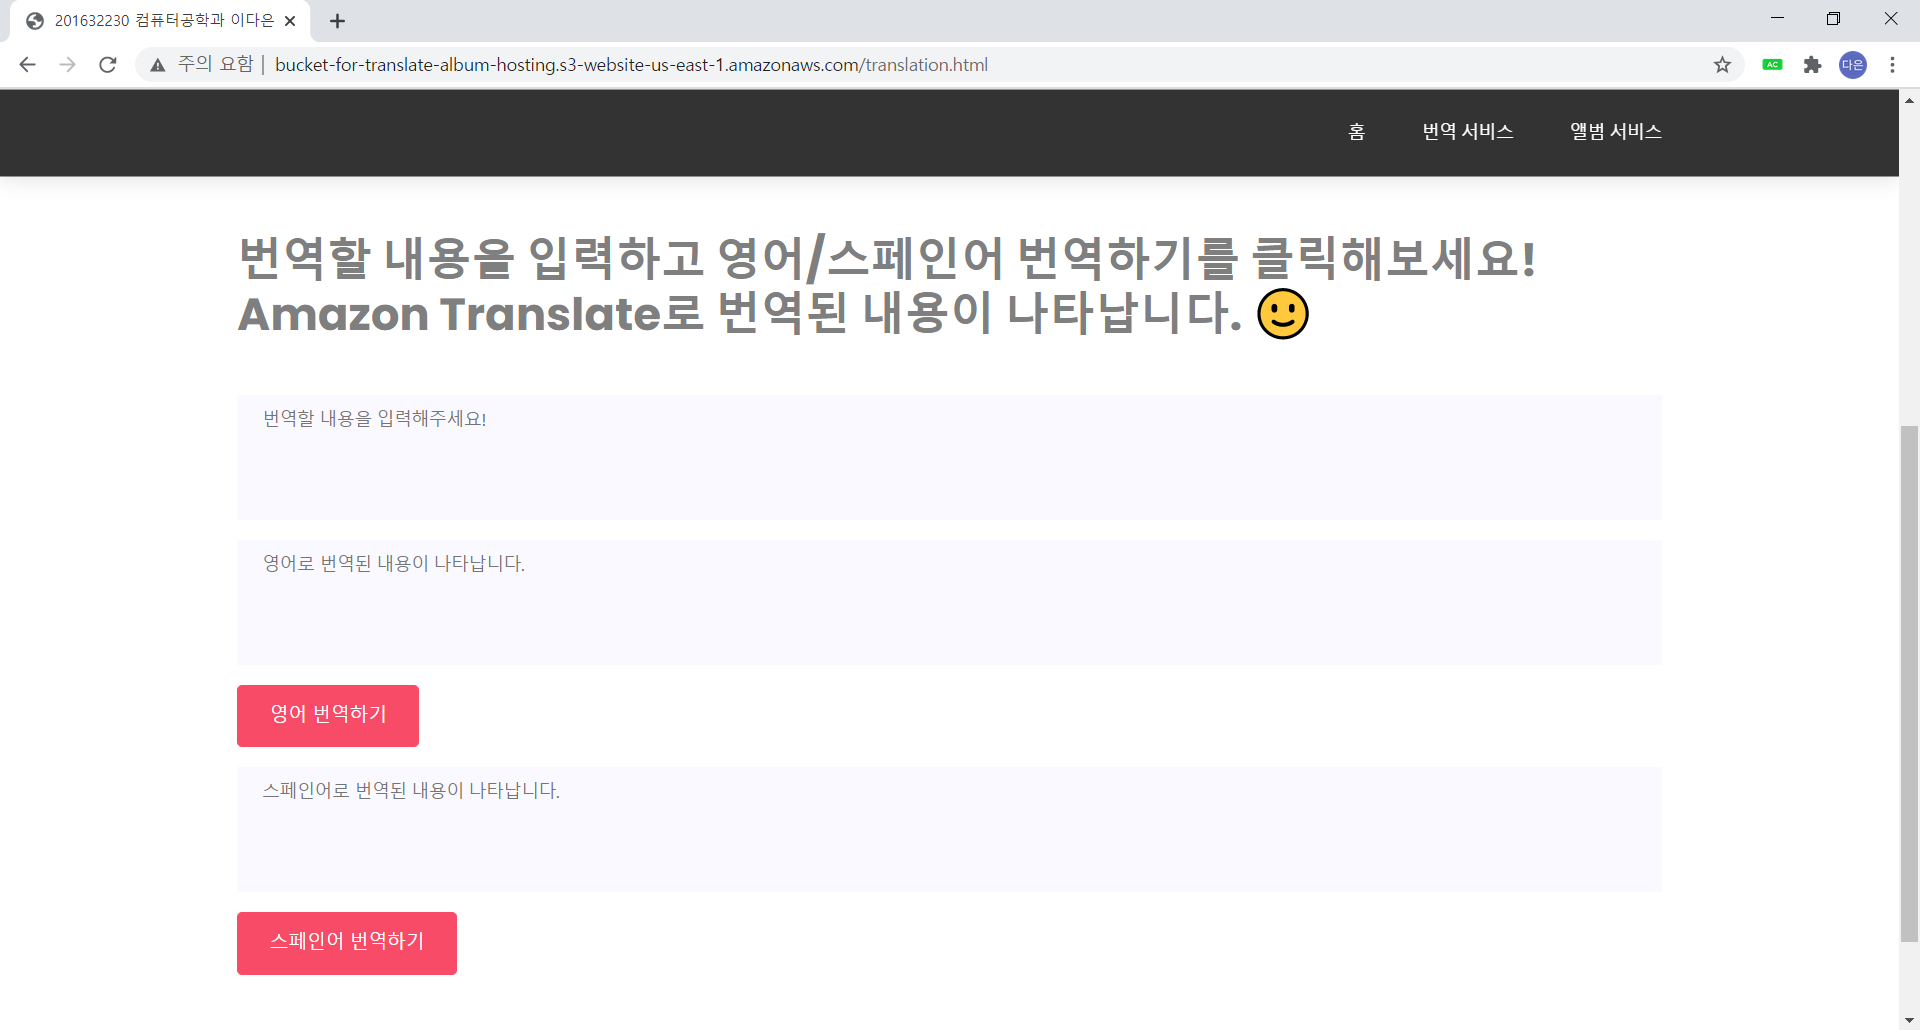 201632230 컴퓨터공학과 이다은
주의 요함 | bucket-for-translate-album-hosting.s3-website-us-east-1.amazonaws.com/translation.html
AC
다은
홈 번역 서비스 앨범 서비스
번역할 내용을 입력하고 영어/스페인어 번역하기를 클릭해보세요!
Amazon Translate로 번역된 내용이 나타납니다.
번역할 내용을 입력해주세요!
영어로 번역된 내용이 나타납니다.
영어 번역하기
스페인어로 번역된 내용이 나타납니다.
스페인어 번역하기